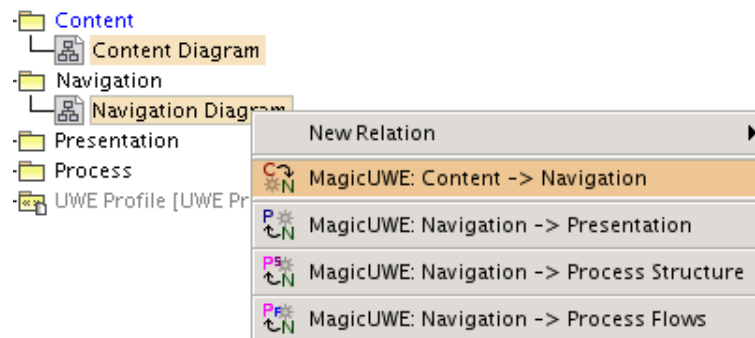 Content
Content Diagram
Navigation
Navigation Diagram
Presentation
Process
UWE Profile [UWE Pr
New Relation
MagicUWE: Content -> Navigation
MagicUWE: Navigation -> Presentation
MagicUWE: Navigation -> Process Structure
MagicUWE: Navigation -> Process Flows